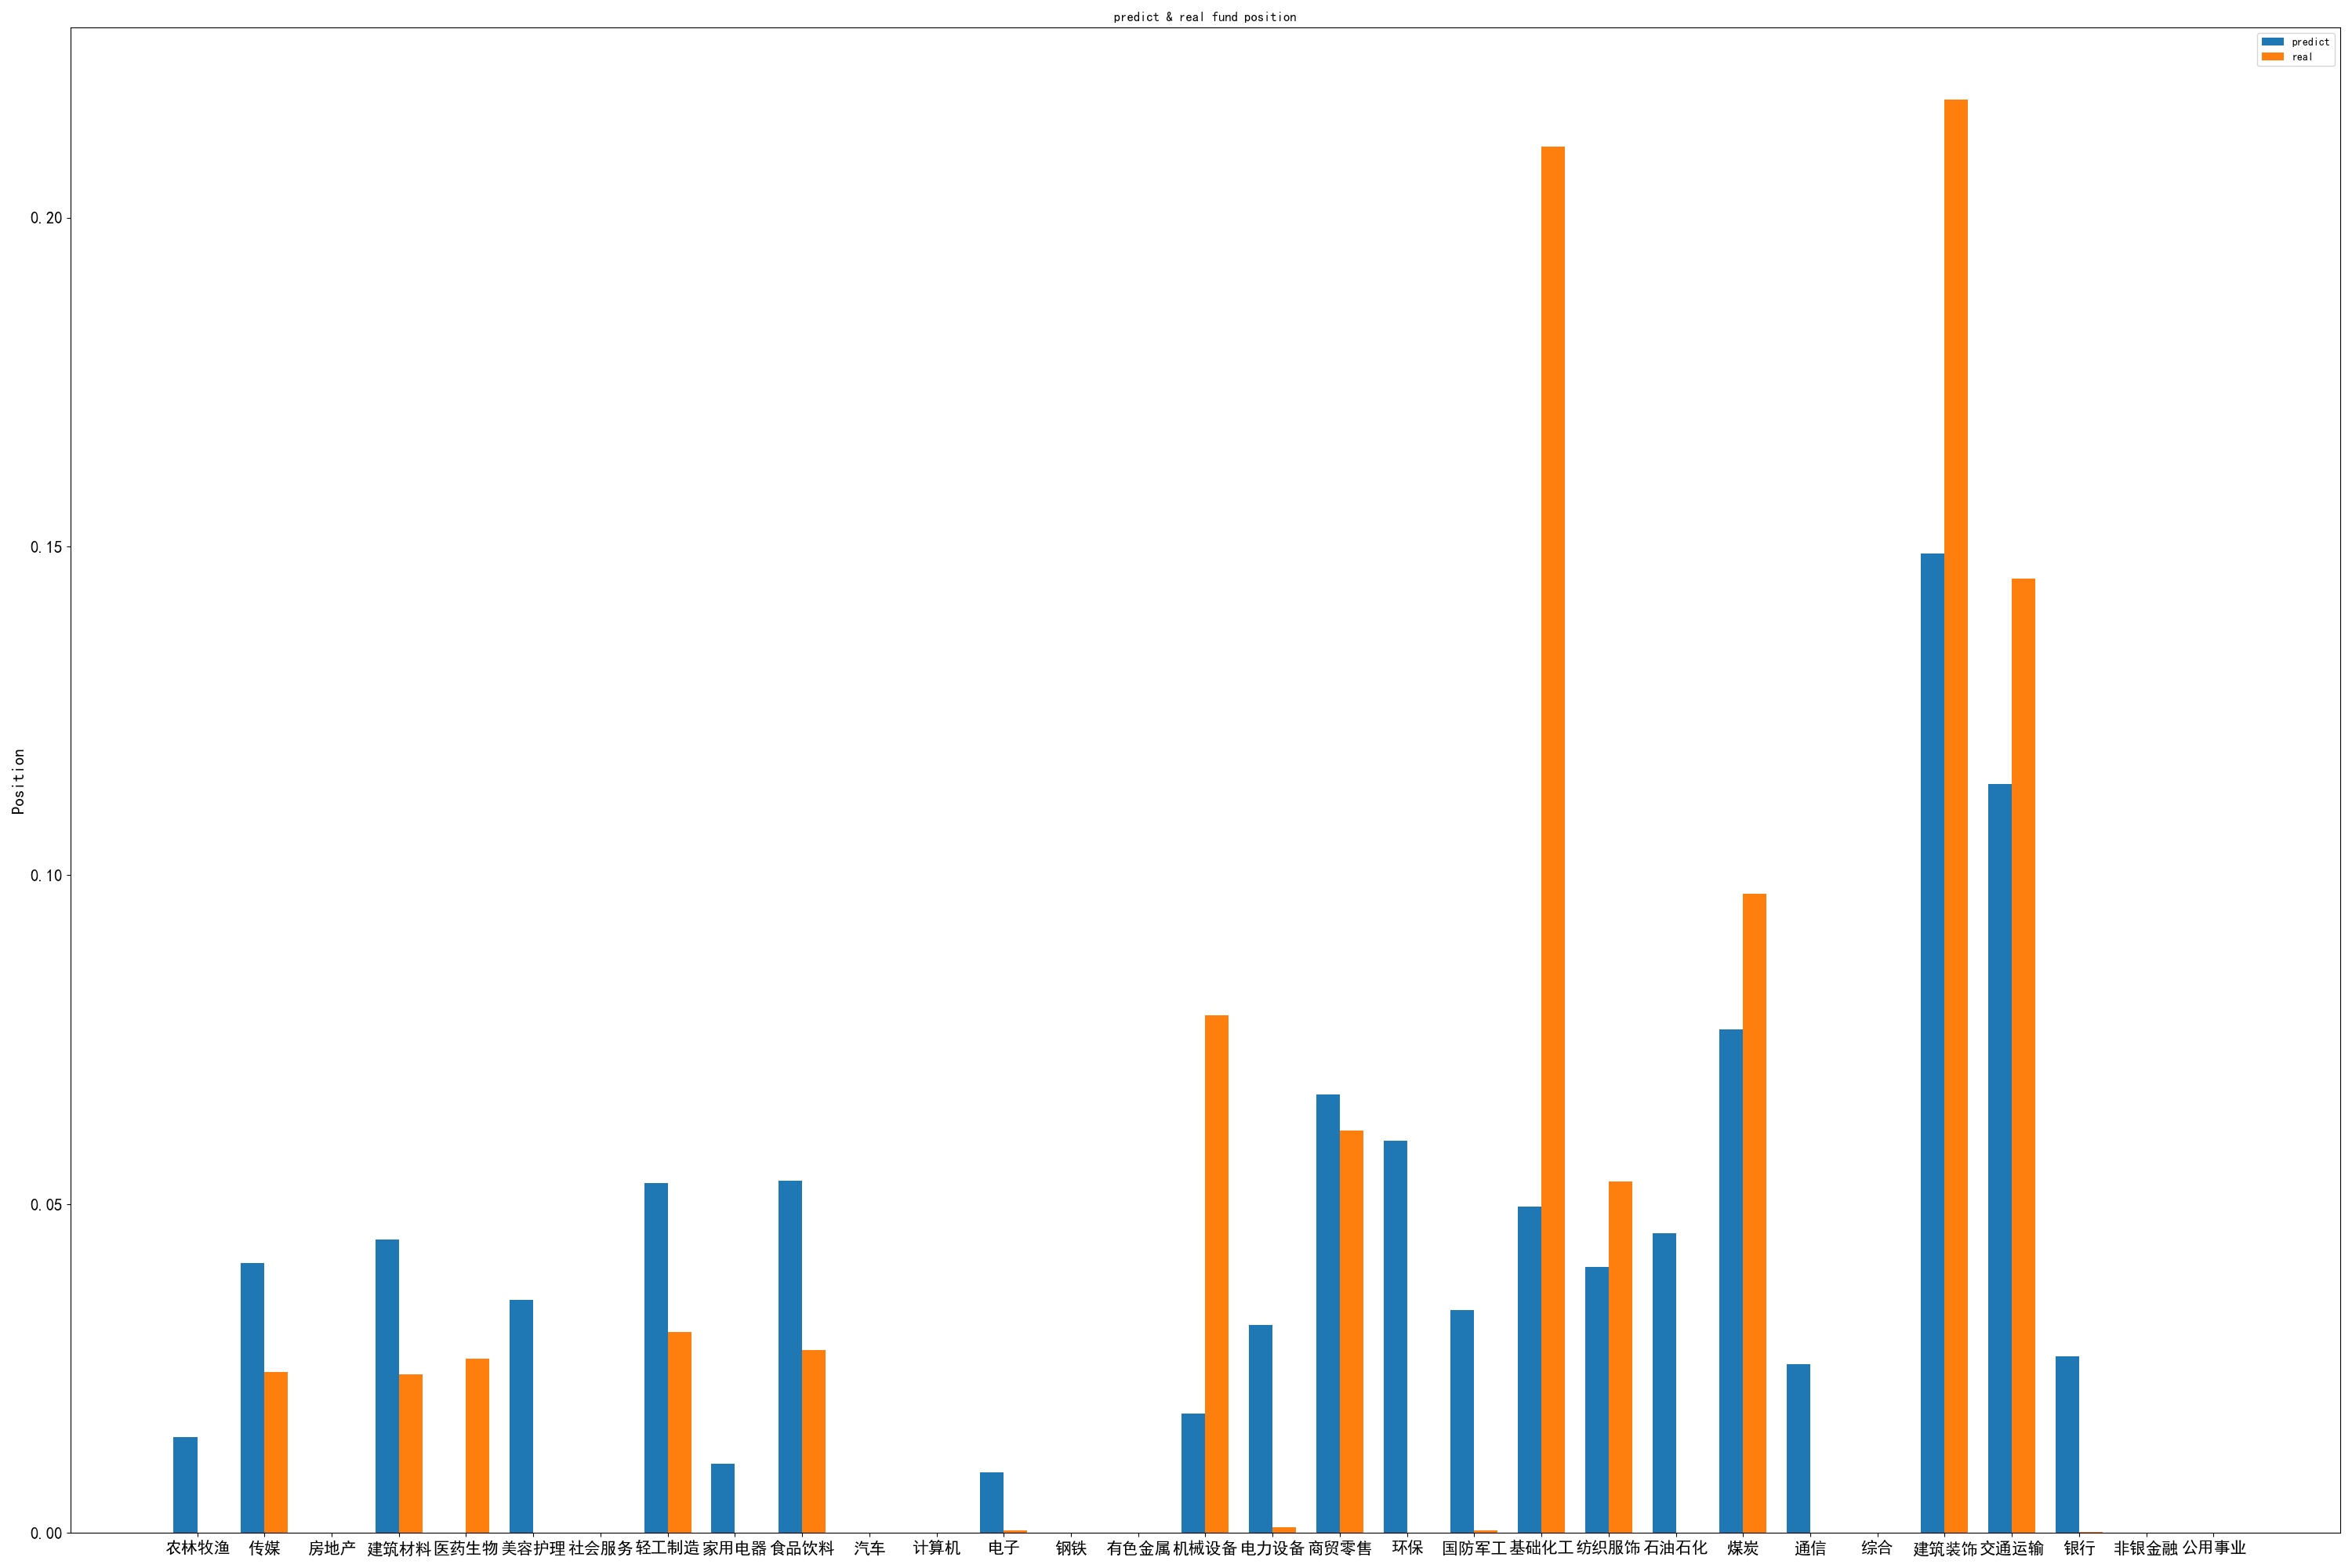 predict & real fund position
predict
real
0.20
0.15
0.10
0.05
0.00
Position
农林牧渔 传媒 房地产 建筑材料 医药生物 美容护理 社会服务 轻工制造 家用电器 食品饮料 汽车 计算机 电子 钢铁 有色金属 机械设备 电力设备 商贸零售 环保 国防军工 基础化工 纺织服饰 石油石化 煤炭 通信 综合 建筑装饰 交通运输 银行 非银金融 公用事业